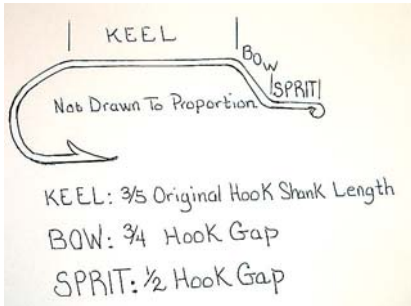 KEEL
BOW
SPRIT
Not Drawn To Proportion
KEEL: 3/5 Original Hook Shank Length
BOW: 3/4 Hook Gap
SPRIT: 1/2 Hook Gap